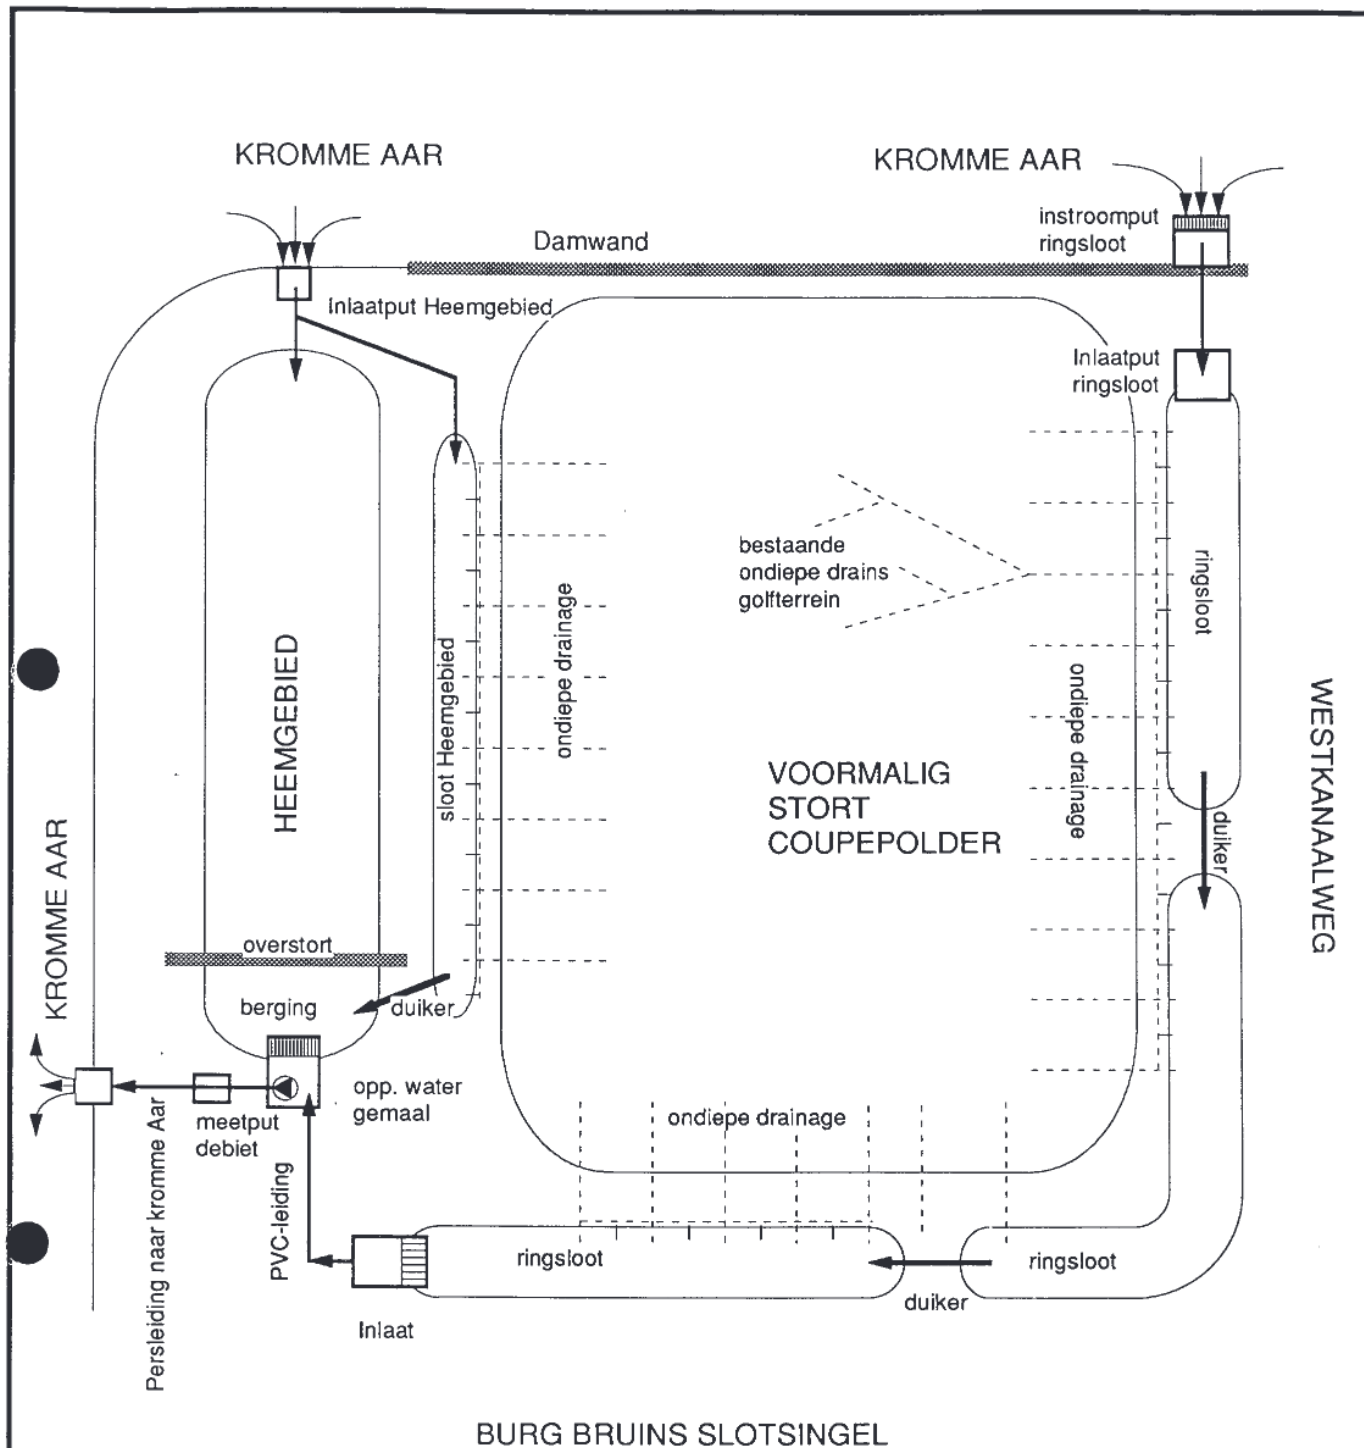 KROMME AAR
KROMME AAR
instroomput
ringsloot
Damwand
Inlaatput Heemgebied
Inlaatput
ringsloot
bestaande
ondiepe drains
golfterrein
ringsloot
ondiepe drainage
HEEMGEBIED
sloot Heemgebied
ondiepe drainage
WESTKANAALWEG
VOORMALIG
STORT
COUPEPOLDER
duiker
KROMME AAR
overstort
berging
duiker
opp. water
gemaal
meetput
debiet
ondiepe drainage
Persleiding naar kromme Aar
PVC-leiding
ringsloot
ringsloot
duiker
Inlaat
BURG BRUINS SLOTSINGEL